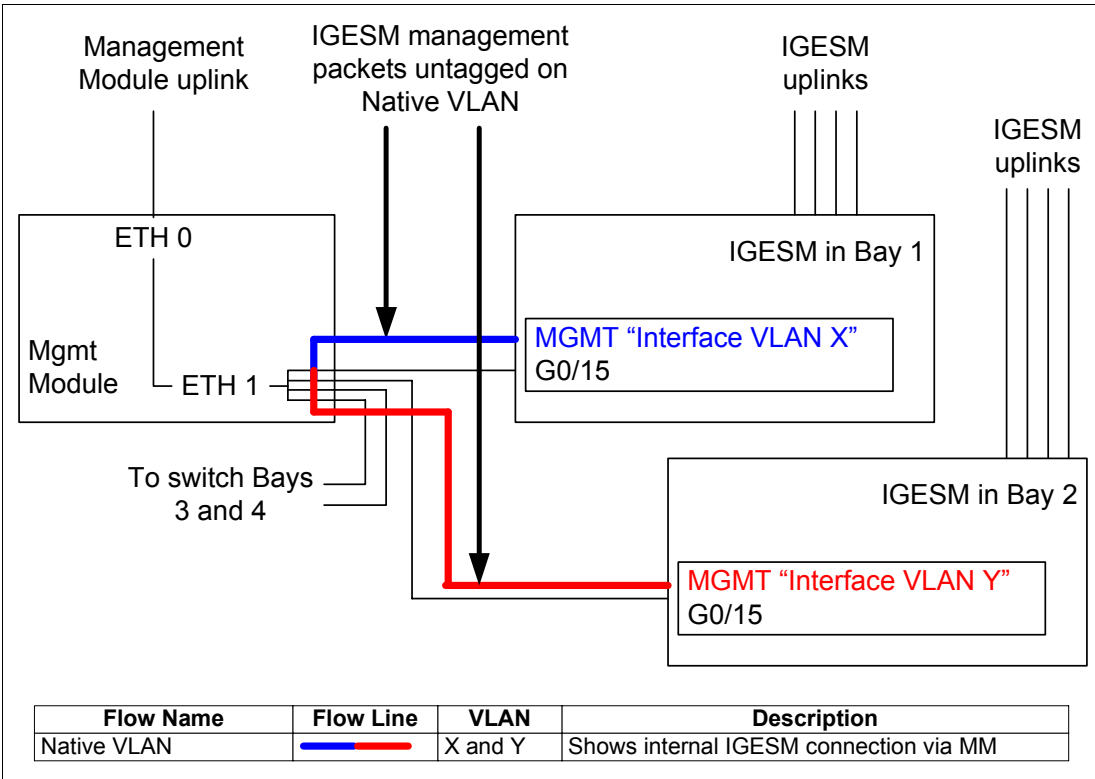 Management
Module uplink
IGESM management
packets untagged on
Native VLAN
IGESM
uplinks
IGESM
uplinks
ETH 0
IGESM in Bay 1
Mgmt
Module
ETH 1
MGMT “Interface VLAN X”
G0/15
To switch Bays
3 and 4
IGESM in Bay 2
MGMT “Interface VLAN Y”
G0/15
Flow Name Flow Line VLAN Description
Native VLAN X and Y Shows internal IGESM connection via MM